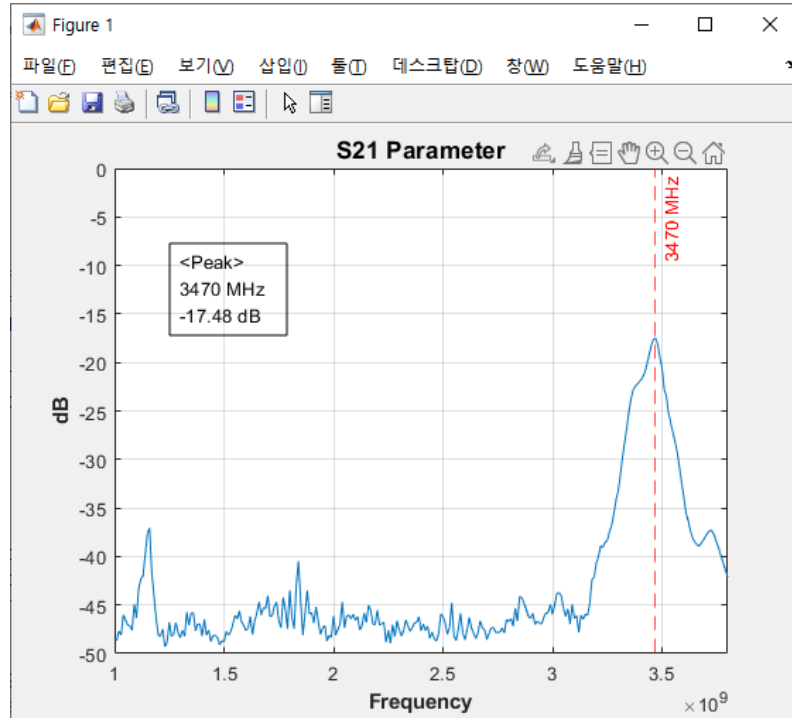 Figure 1
파일(F) 편집(E) 보기(V) 삽입(I) 툴(T) 데스크탑(D) 창(W) 도움말(H)
S21 Parameter
3470 MHz
<Peak>
3470 MHz
-17.48 dB
dB
0
-5
-10
-15
-20
-25
-30
-35
-40
-45
-50
1 1.5 2 2.5 3 3.5
Frequency
×10⁹